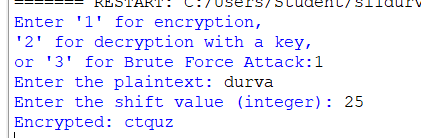 ======= RESTART: C:/Users/Student/
Enter '1' for encryption,
'2' for decryption with a key,
or '3' for Brute Force Attack:1
Enter the plaintext: durva
Enter the shift value (integer): 25
Encrypted: ctquz